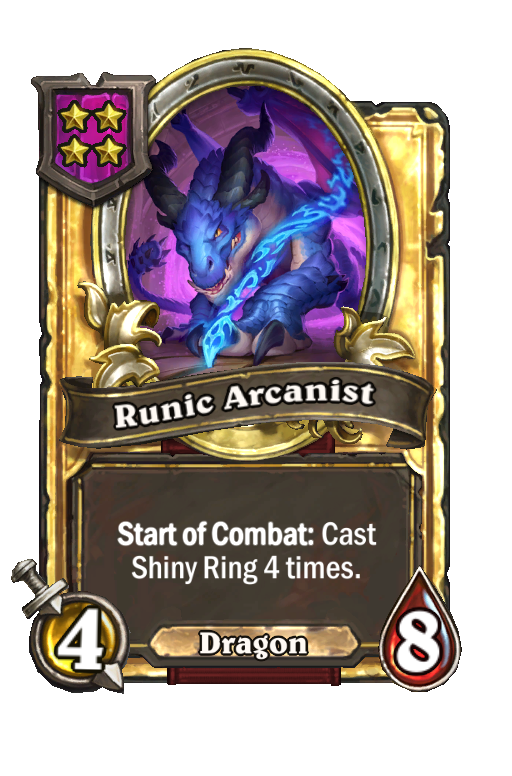 Runic Arcanist
Start of Combat: Cast
Shiny Ring 4 times.
4
Dragon
8